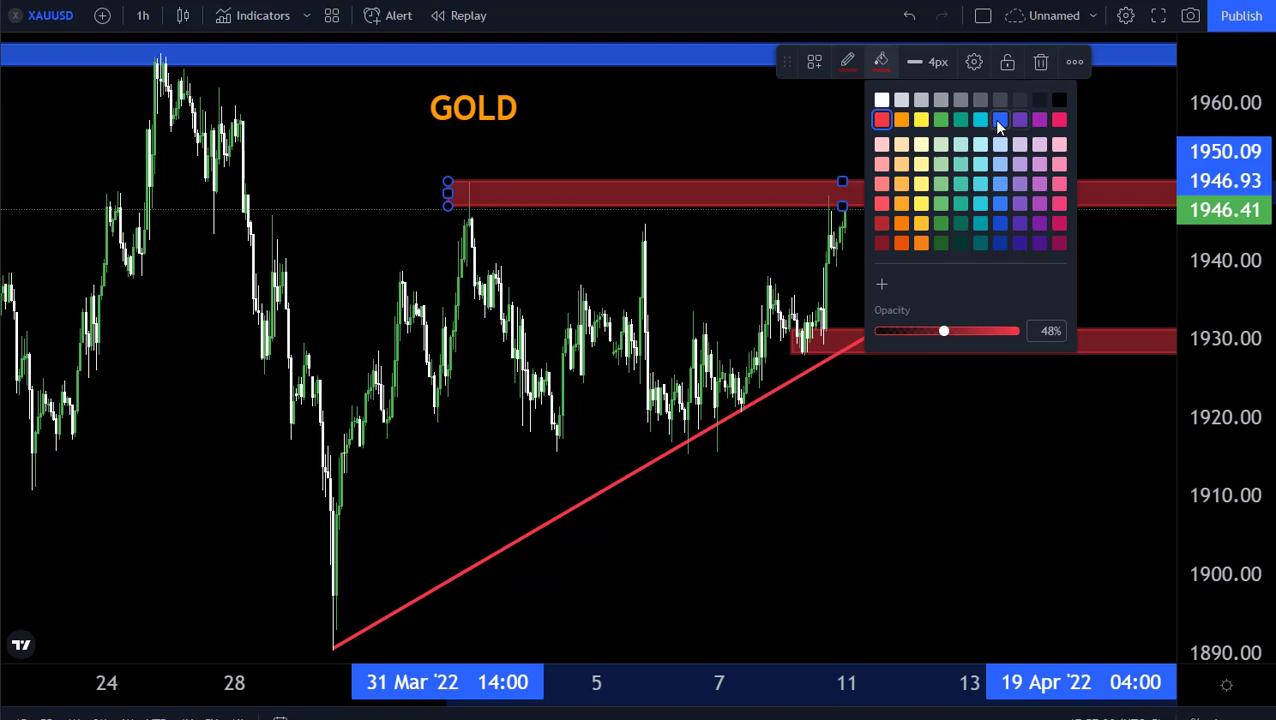 XAUUSD 1h Indicators Alert Replay Unnamed Publish
4px
GOLD
1960.00
1950.09
1946.93
1946.41
1940.00
Opacity
48%
1930.00
1920.00
1910.00
1900.00
1890.00
24 28 31 Mar '22 14:00 5 7 11 13 19 Apr '22 04:00